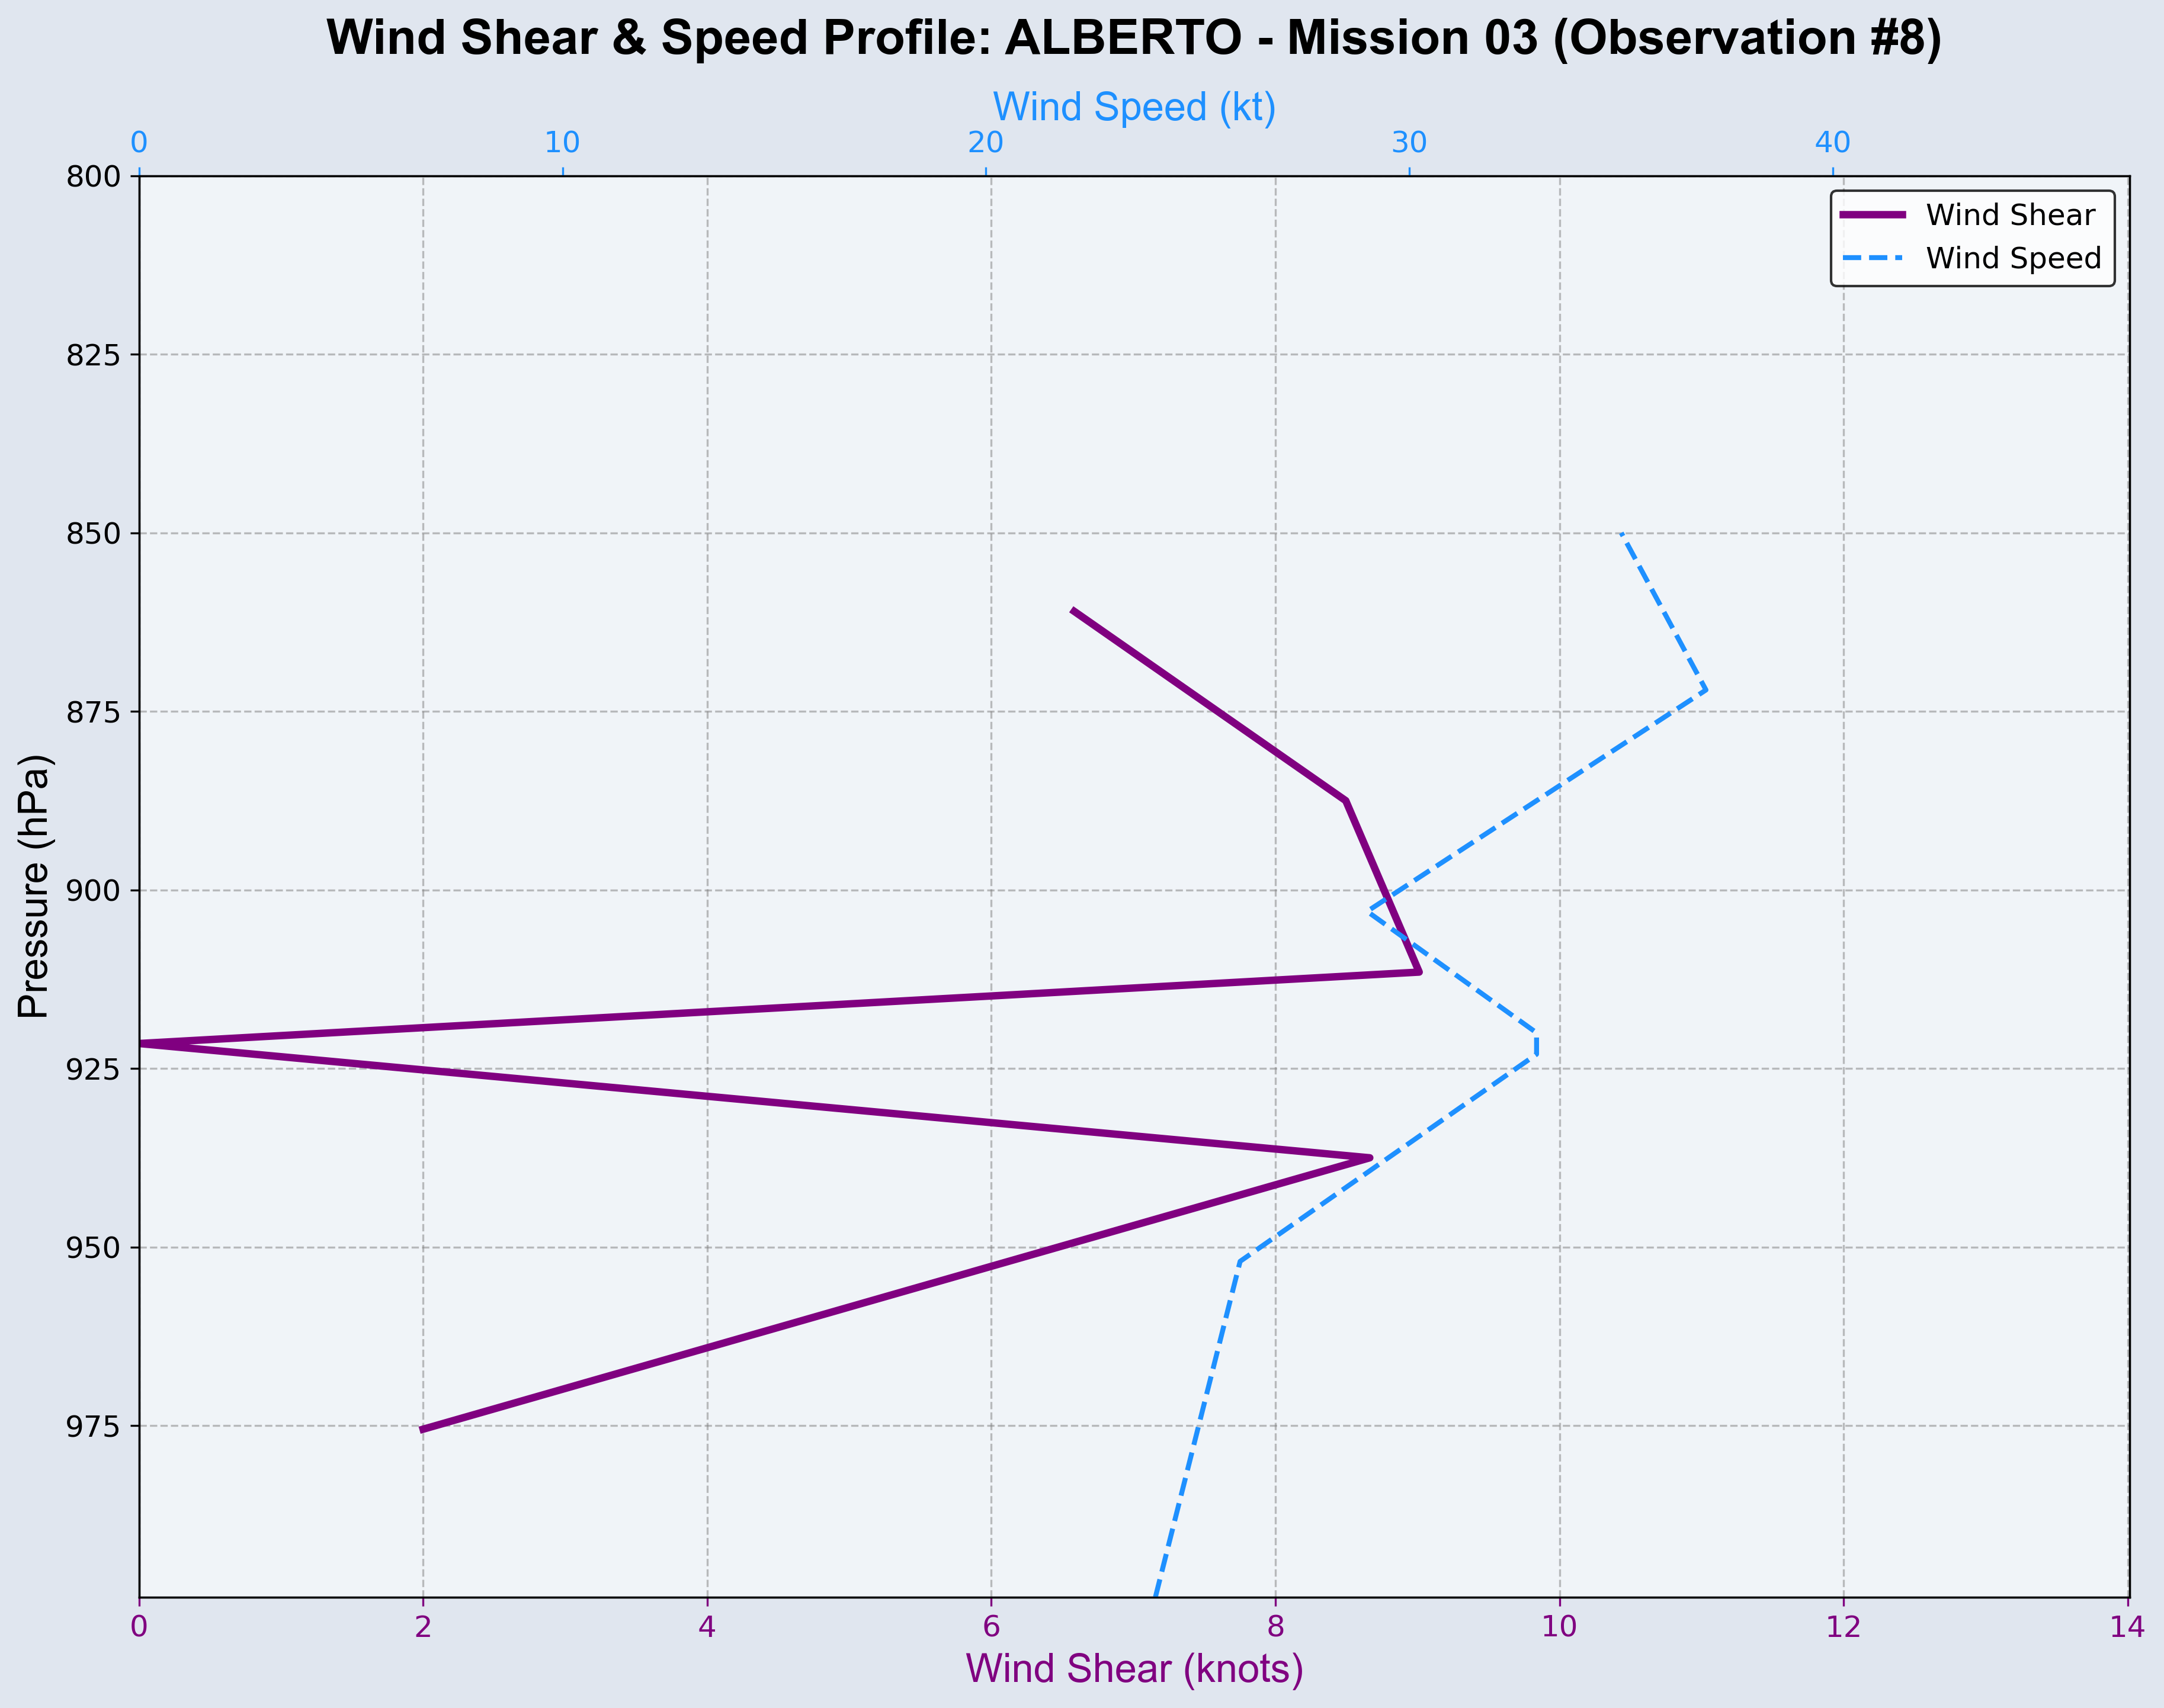 Wind Shear & Speed Profile: ALBERTO - Mission 03 (Observation #8)
Wind Speed (kt)
0 10 20 30 40
Wind Shear
Wind Speed
800
825
850
875
900
925
950
975
Pressure (hPa)
0 2 4 6 8 10 12 14
Wind Shear (knots)